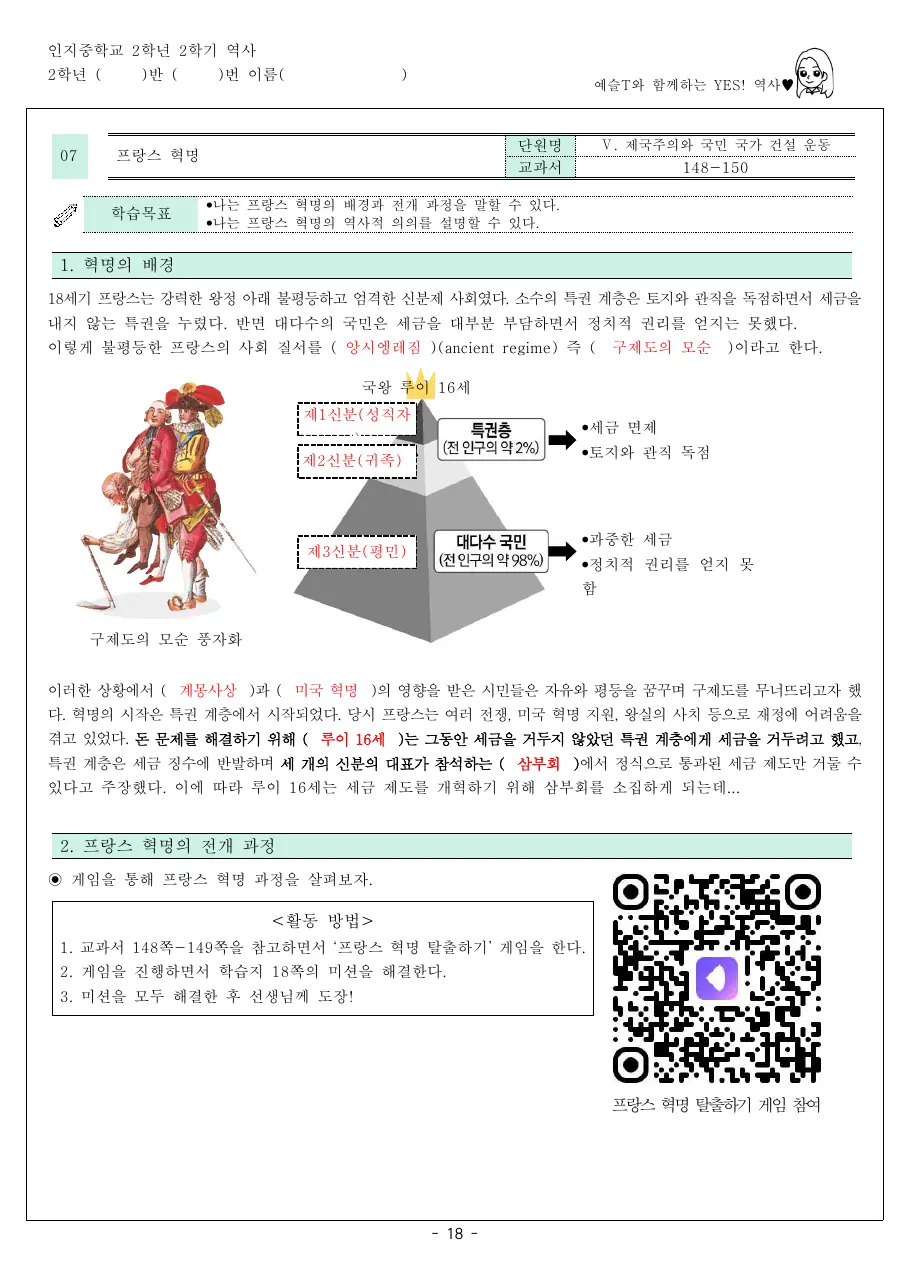 인지중학교 2학년 2학기 역사
2학년 (     )반 (     )번 이름(               )
예슬T와 함께하는 YES! 역사♥
07
프랑스 혁명
단원명
Ⅴ. 제국주의와 국민 국가 건설 운동
교과서
148-150
학습목표
•나는 프랑스 혁명의 배경과 전개 과정을 말할 수 있다.
•나는 프랑스 혁명의 역사적 의의를 설명할 수 있다.
1. 혁명의 배경
18세기 프랑스는 강력한 왕정 아래 불평등하고 엄격한 신분제 사회였다. 소수의 특권 계층은 토지와 관직을 독점하면서 세금을
내지 않는 특권을 누렸다. 반면 대다수의 국민은 세금을 대부분 부담하면서 정치적 권리를 얻지는 못했다.
이렇게 불평등한 프랑스의 사회 질서를 ( 앙시엥레짐 )(ancient regime) 즉 (  구제도의 모순  )이라고 한다.
국왕 루이 16세
제1신분(성직자
제2신분(귀족)
특권층
(전 인구의 약 2%)
•세금 면제
•토지와 관직 독점
제3신분(평민)
대다수 국민
(전 인구의 약 98%)
•과중한 세금
•정치적 권리를 얻지 못
함
구제도의 모순 풍자화
이러한 상황에서 (  계몽사상  )과 (  미국 혁명  )의 영향을 받은 시민들은 자유와 평등을 꿈꾸며 구제도를 무너뜨리고자 했
다. 혁명의 시작은 특권 계층에서 시작되었다. 당시 프랑스는 여러 전쟁, 미국 혁명 지원, 왕실의 사치 등으로 재정에 어려움을
겪고 있었다. 돈 문제를 해결하기 위해 (  루이 16세  )는 그동안 세금을 거두지 않았던 특권 계층에게 세금을 거두려고 했고,
특권 계층은 세금 징수에 반발하며 세 개의 신분의 대표가 참석하는 (  삼부회  )에서 정식으로 통과된 세금 제도만 거둘 수
있다고 주장했다. 이에 따라 루이 16세는 세금 제도를 개혁하기 위해 삼부회를 소집하게 되는데...
2. 프랑스 혁명의 전개 과정
◉ 게임을 통해 프랑스 혁명 과정을 살펴보자.
<활동 방법>
1. 교과서 148쪽-149쪽을 참고하면서 ‘프랑스 혁명 탈출하기’ 게임을 한다.
2. 게임을 진행하면서 학습지 18쪽의 미션을 해결한다.
3. 미션을 모두 해결한 후 선생님께 도장!
프랑스 혁명 탈출하기 게임 참여
- 18 -